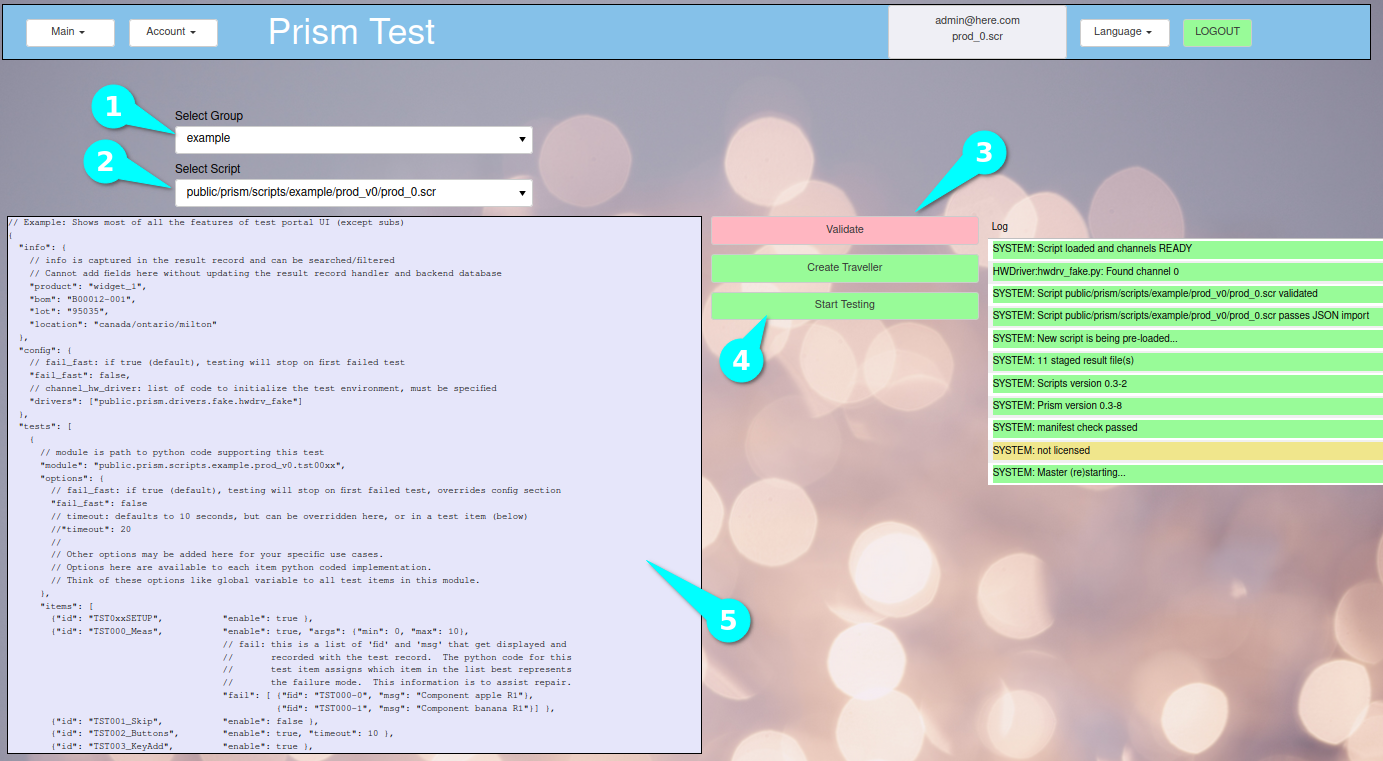 Main
Account
Prism Test
admin@here.com
prod_0.scr
Language
LOGOUT
1
Select Group
example
2
Select Script
public/prism/scripts/example/prod_v0/prod_0.scr
3
// Example: Shows most of all the features of test portal UI (except subs)
{
"info": {
// info is captured in the result record and can be searched/filtered
// Cannot add fields here without updating the result record handler and backend database
"product": "widget_1",
"bom": "B00012-001",
"lot": "95035",
"location": "canada/ontario/milton"
},
"config": {
// fail_fast: if true (default), testing will stop on first failed test
"fail_fast": false,
// channel_hw_driver: list of code to initialize the test environment, must be specified
"drivers": ["public.prism.drivers.fake.hwdrv_fake"]
},
"tests": [
{
// module is path to python code supporting this test
"module": "public.prism.scripts.example.prod_v0.tst00xx",
"options": {
// fail_fast: if true (default), testing will stop on first failed test, overrides config section
"fail_fast": false
// timeout: defaults to 10 seconds, but can be overridden here, or in a test item (below)
//"timeout": 20
//
// Other options may be added here for your specific use cases.
// Options here are available to each item python coded implementation.
// Think of these options like global variable to all test items in this module.
},
"items": [
{"id": "TST0xxSETUP", "enable": true },
{"id": "TST000_Meas", "enable": true, "args": {"min": 0, "max": 10},
// fail: this is a list of 'fid' and 'msg' that get displayed and
// recorded with the test record. The python code for this
// test item assigns which item in the list best represents
// the failure mode. This information is to assist repair.
"fail": [ {"fid": "TST000-0", "msg": "Component apple R1"},
{"fid": "TST000-1", "msg": "Component banana R1"}] },
{"id": "TST001_Skip", "enable": false },
{"id": "TST002_Buttons", "enable": true, "timeout": 10 },
{"id": "TST003_KeyAdd", "enable": true },
Validate
Create Traveller
Start Testing
4
5
Log
SYSTEM: Script loaded and channels READY
HWDriver:hwdrv_fake.py: Found channel 0
SYSTEM: Script public/prism/scripts/example/prod_v0/prod_0.scr validated
SYSTEM: Script public/prism/scripts/example/prod_v0/prod_0.scr passes JSON import
SYSTEM: New script is being pre-loaded...
SYSTEM: 11 staged result file(s)
SYSTEM: Scripts version 0.3-2
SYSTEM: Prism version 0.3-8
SYSTEM: manifest check passed
SYSTEM: not licensed
SYSTEM: Master (re)starting...